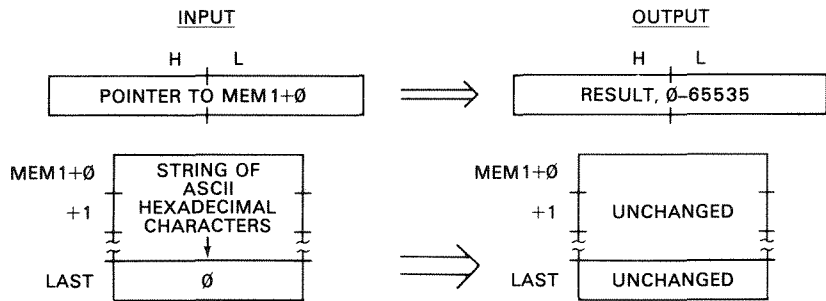 INPUT
OUTPUT
H L
H L
POINTER TO MEM1+Ø
RESULT, Ø–65535
MEM1+Ø
STRING OF
ASCII
HEXADECIMAL
CHARACTERS
+1
LAST
Ø
MEM1+Ø
+1
UNCHANGED
LAST
UNCHANGED